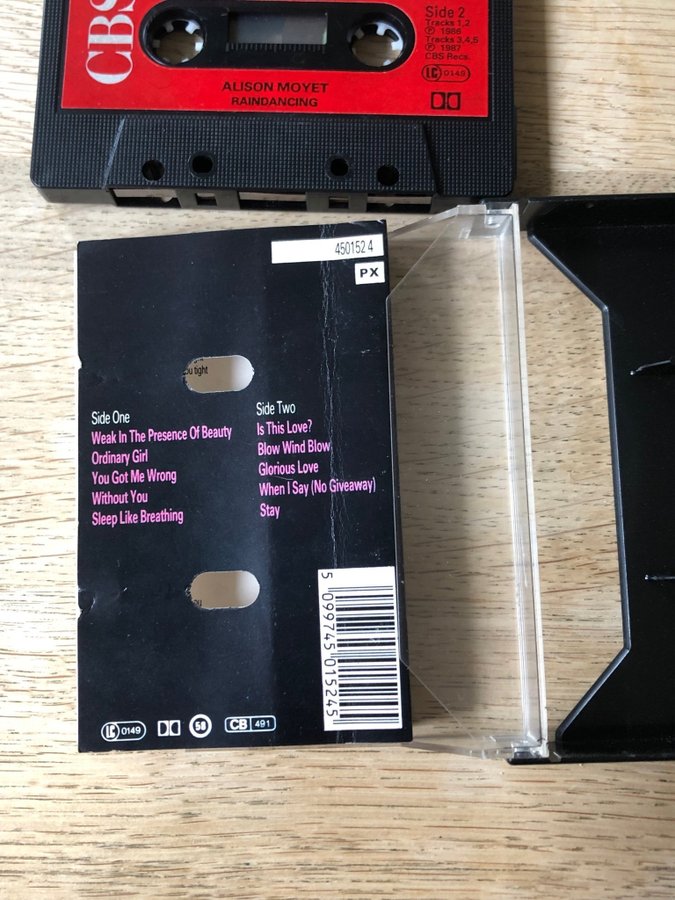 CBS
Side 2
Tracks 1,2
Ⓟ 1986
Tracks 3,4,5
Ⓟ 1987
CBS Recs.
LC 0149
ALISON MOYET
RAINDANCING
450152 4
PX
ou tight
Side One
Weak In The Presence Of Beauty
Ordinary Girl
You Got Me Wrong
Without You
Sleep Like Breathing
Side Two
Is This Love?
Blow Wind Blow
Glorious Love
When I Say (No Giveaway)
Stay
5 099745 015245
LC 0149
58
CB 491